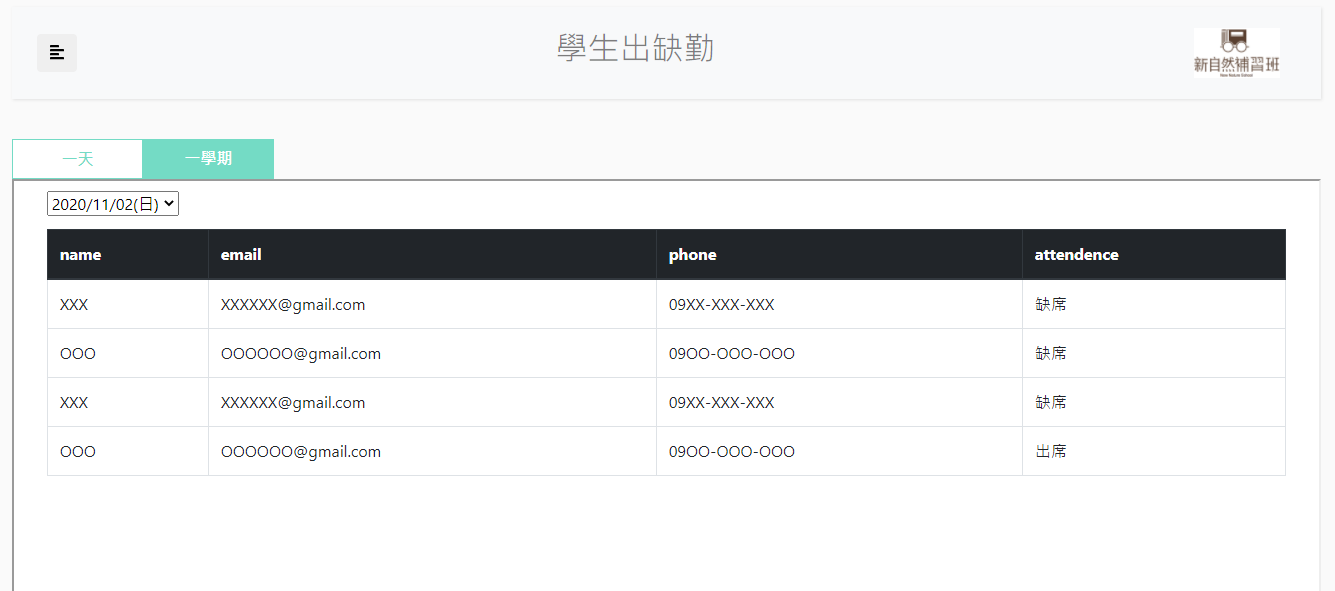 學生出缺勤
新自然補習班
一天 一學期
2020/11/02(日)
name email phone attendence
XXX XXXXXX@gmail.com 09XX-XXX-XXX 缺席
OOO OOOOOO@gmail.com 09OO-OOO-OOO 缺席
XXX XXXXXX@gmail.com 09XX-XXX-XXX 缺席
OOO OOOOOO@gmail.com 09OO-OOO-OOO 出席